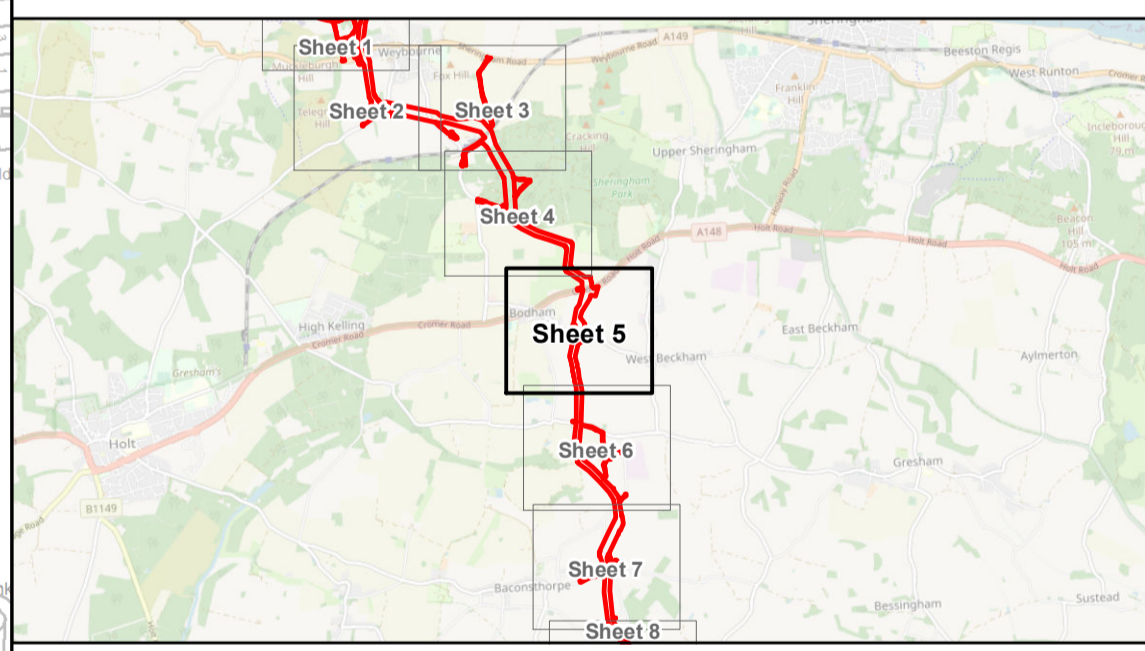 Sheringham
A149
Sheet 1
Weybourne
Muckleburgh
Hill
Weybourne Road
Beeston Regis
West Runton
Fox Hill
Franklin
Hill
Sheet 2
Sheet 3
Hill
Cracking
Hill
Upper Sheringham
79 m
Sheringham
Park
Holway Road
Sheet 4
A148
Holt Road
Holt Road
Holt Road
Holt Road
Beacon
Hill
105 m
Bodham
High Kelling
Cromer Road
Cromer Road
Sheet 5
East Beckham
West Beckham
Aylmerton
Gresham's
Holt
Sheet 6
Gresham
B1149
Sheet 7
Baconsthorpe
Bessingham
Sustead
Sheet 8